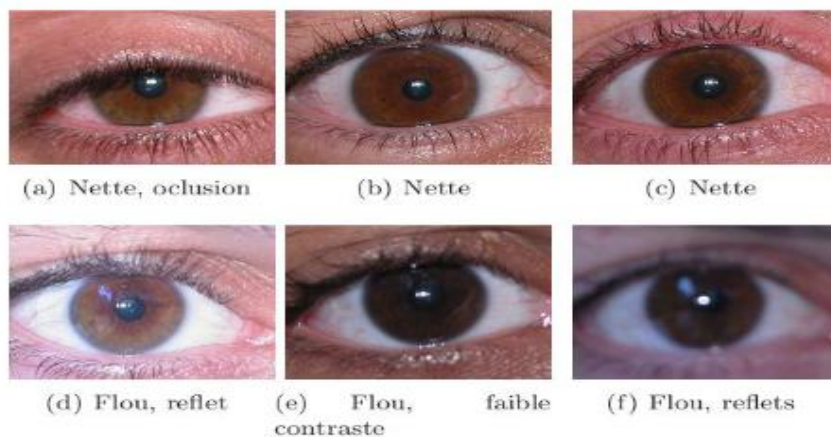 (a) Nette, oclusion
(b) Nette
(c) Nette
(d) Flou, reflet
(e) Flou, faible
contraste
(f) Flou, reflets